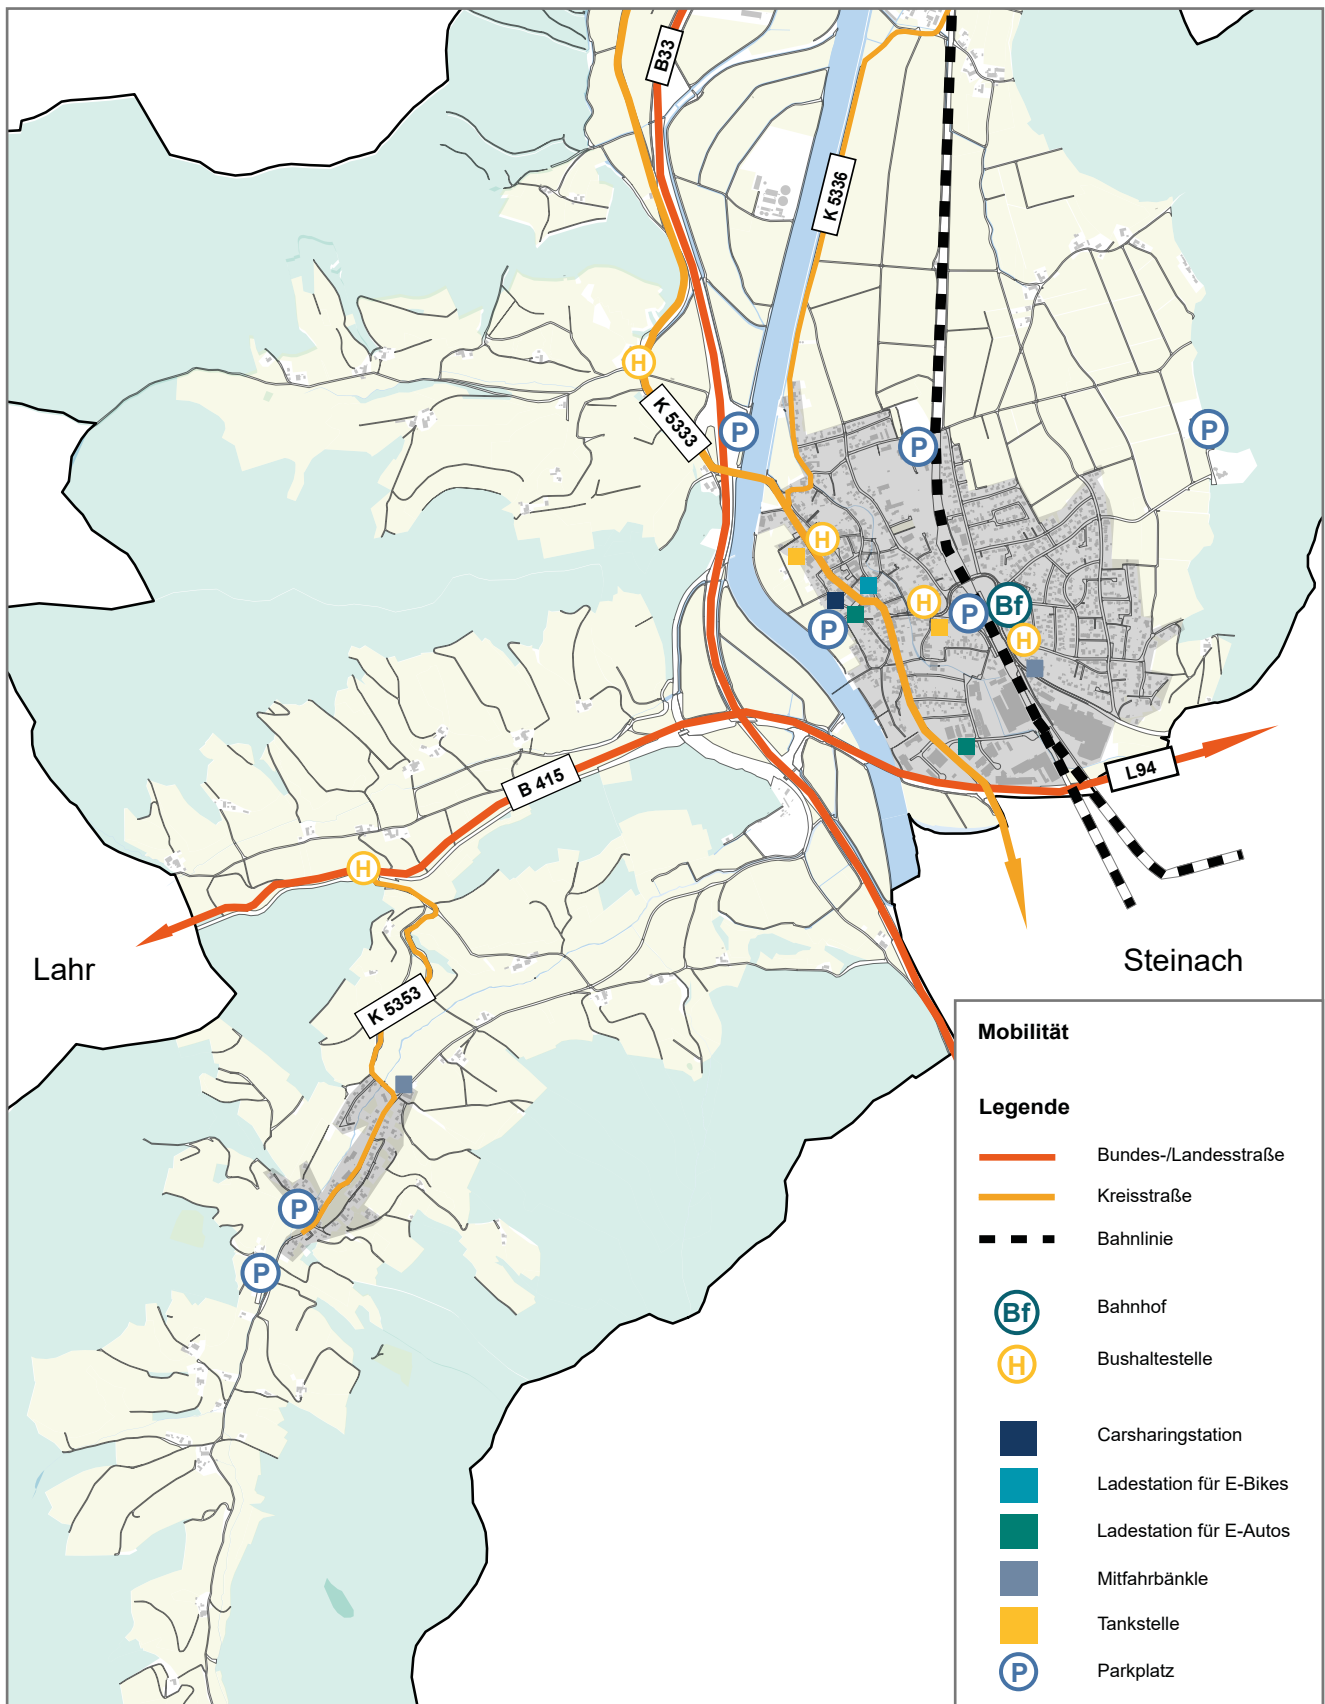 B33
K 5336
H
K 5333
P
P
P
H
H
P
Bf
P
H
B 415
L94
H
Lahr
Steinach
K 5353
P
P
Mobilität
Legende
Bundes-/Landesstraße
Kreisstraße
Bahnlinie
Bf Bahnhof
H Bushaltestelle
Carsharingstation
Ladestation für E-Bikes
Ladestation für E-Autos
Mitfahrbänkle
Tankstelle
P Parkplatz